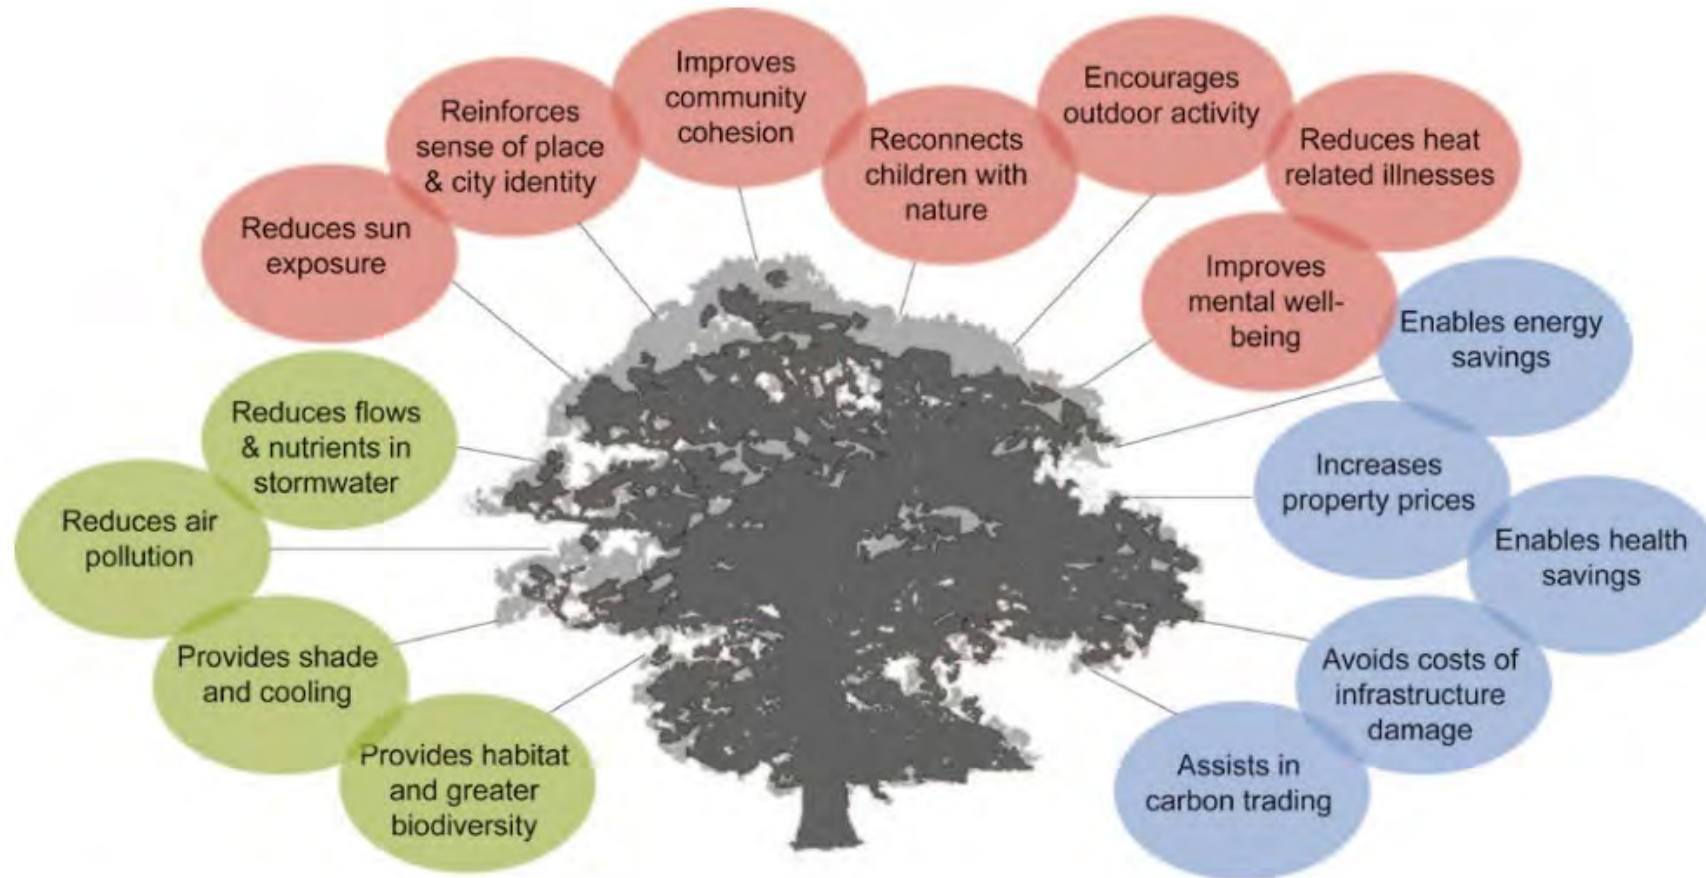 Improves
community
cohesion
Encourages
outdoor activity
Reinforces
sense of place
& city identity
Reconnects
children with
nature
Reduces heat
related illnesses
Reduces sun
exposure
Improves
mental well-
being
Enables energy
savings
Reduces flows
& nutrients in
stormwater
Increases
property prices
Reduces air
pollution
Enables health
savings
Provides shade
and cooling
Avoids costs of
infrastructure
damage
Provides habitat
and greater
biodiversity
Assists in
carbon trading